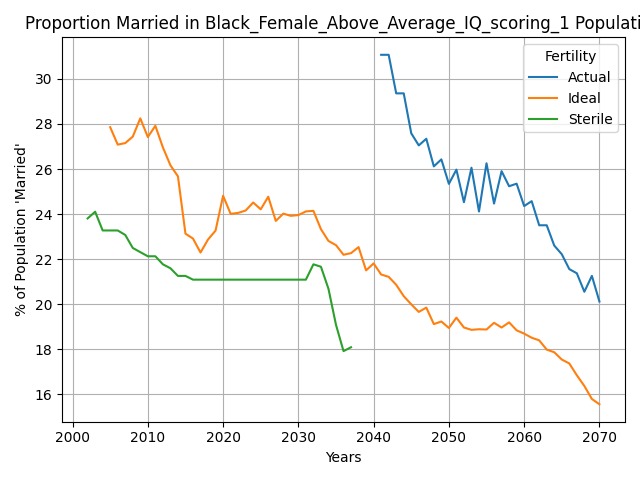 Proportion Married in Black_Female_Above_Average_IQ_scoring_1 Populati
Fertility
Actual
Ideal
Sterile
% of Population 'Married'
30
28
26
24
22
20
18
16
2000 2010 2020 2030 2040 2050 2060 2070
Years